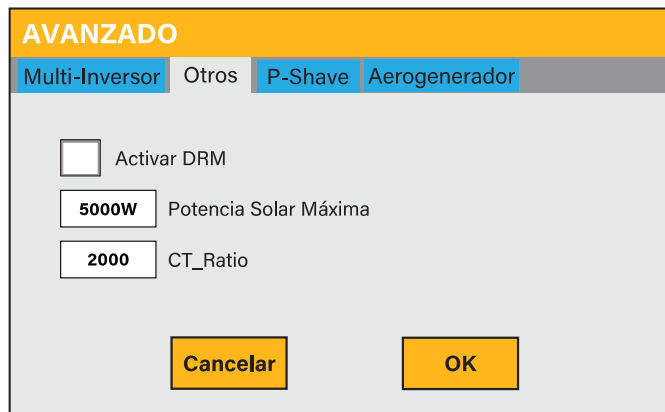 AVANZADO
Multi-Inversor Otros P-Shave Aerogenerador
Activar DRM
5000W Potencia Solar Máxima
2000 CT_Ratio
Cancelar OK